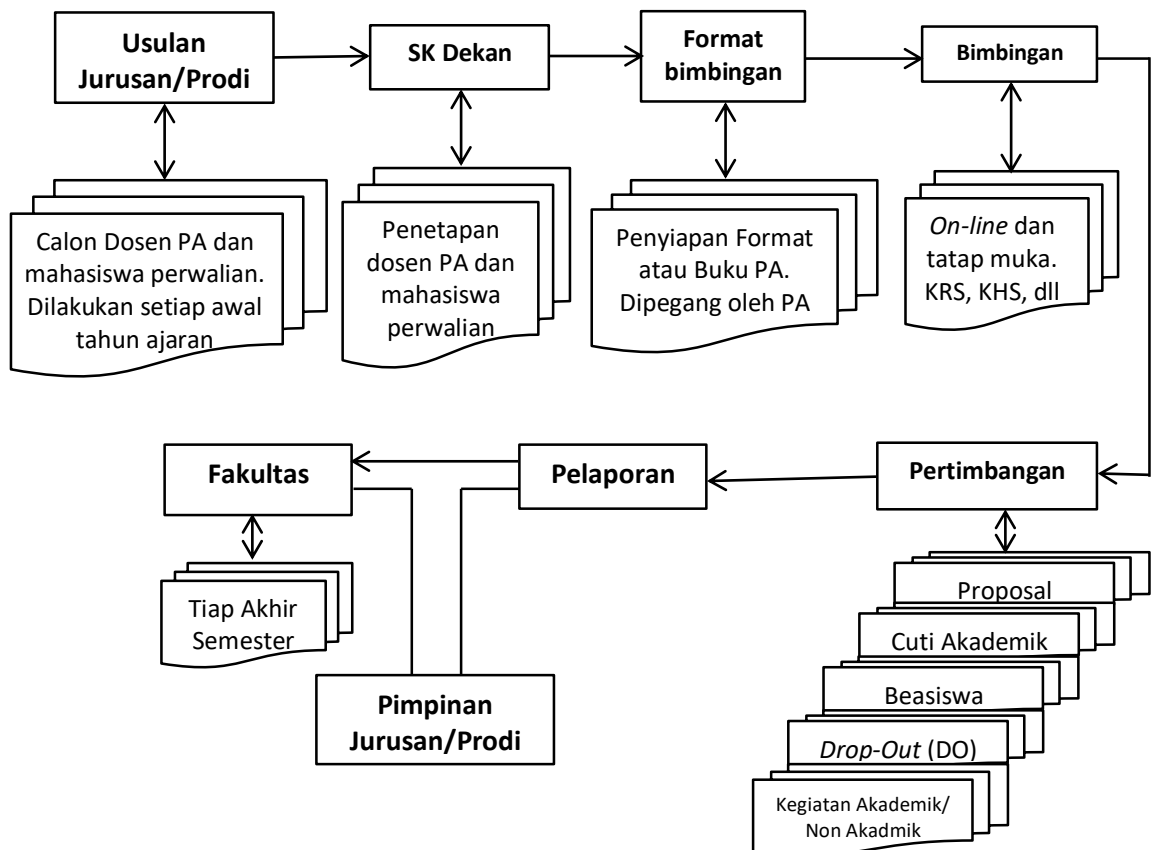 Usulan
Jurusan/Prodi
SK Dekan
Format
bimbingan
Bimbingan
Calon Dosen PA dan
mahasiswa perwalian.
Dilakukan setiap awal
tahun ajaran
Penetapan
dosen PA dan
mahasiswa
perwalian
Penyiapan Format
atau Buku PA.
Dipegang oleh PA
On-line dan
tatap muka.
KRS, KHS, dll
Fakultas
Pelaporan
Pertimbangan
Tiap Akhir
Semester
Pimpinan
Jurusan/Prodi
Proposal
Cuti Akademik
Beasiswa
Drop-Out (DO)
Kegiatan Akademik/
Non Akadmik